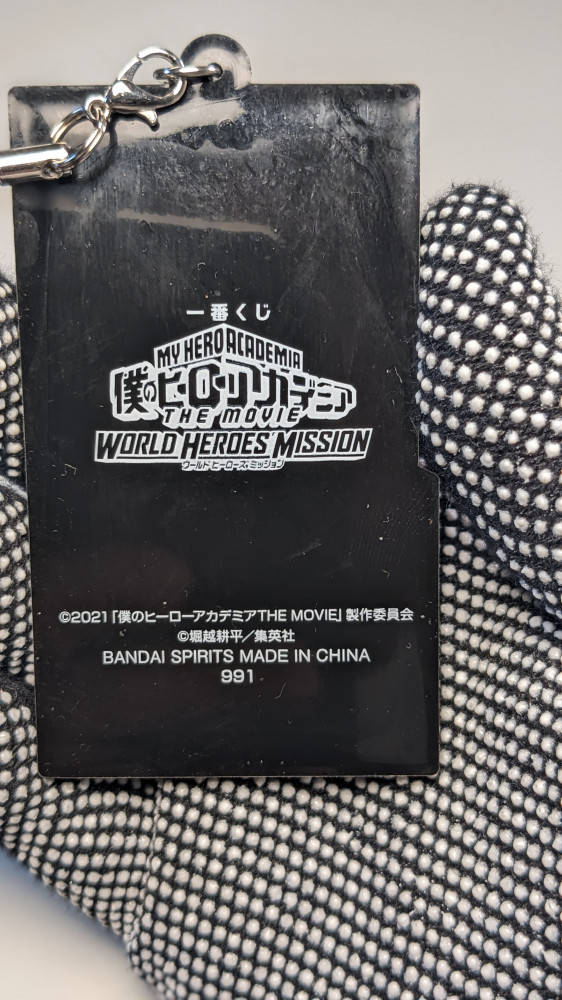 一番くじ
MY HERO ACADEMIA
僕のヒーローアカデミア
THE MOVIE
WORLD HEROES' MISSION
ワールド ヒーローズ ミッション
©2021「僕のヒーローアカデミアTHE MOVIE」製作委員会
©堀越耕平／集英社
BANDAI SPIRITS MADE IN CHINA
991